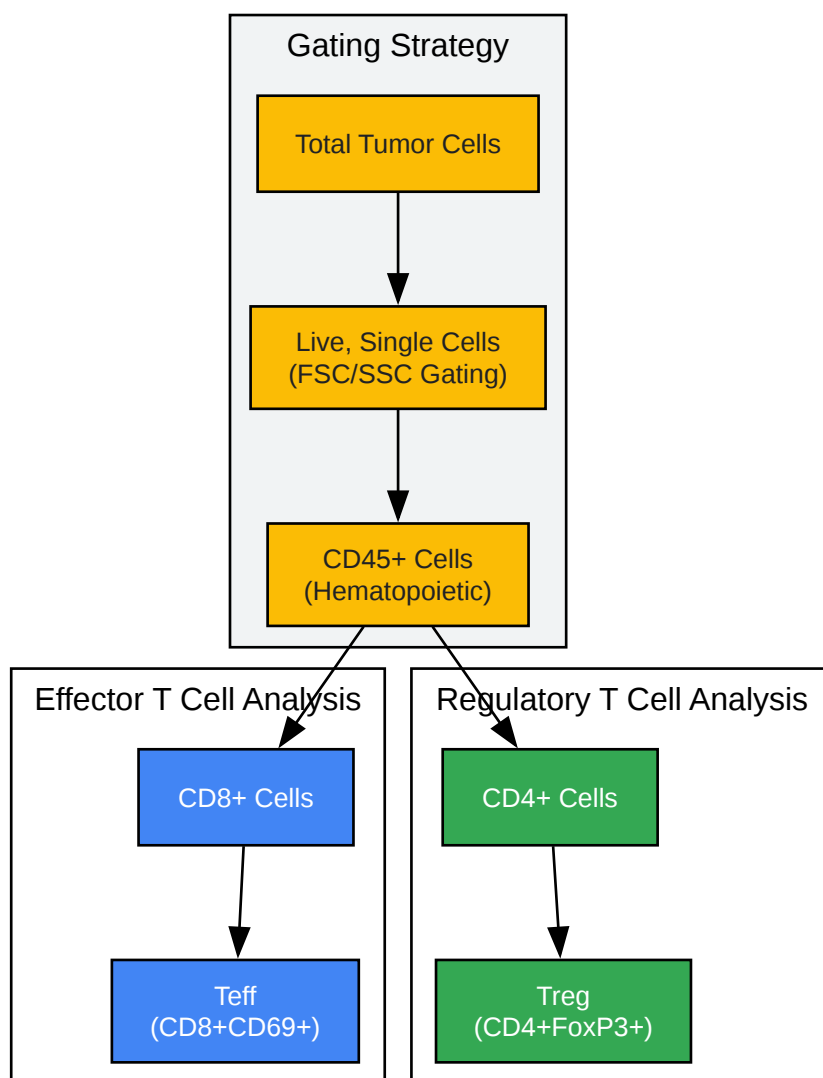 Gating Strategy
Total Tumor Cells
Live, Single Cells
(FSC/SSC Gating)
CD45+ Cells
(Hematopoietic)
Effector T Cell Analysis
CD8+ Cells
Teff
(CD8+CD69+)
Regulatory T Cell Analysis
CD4+ Cells
Treg
(CD4+FoxP3+)